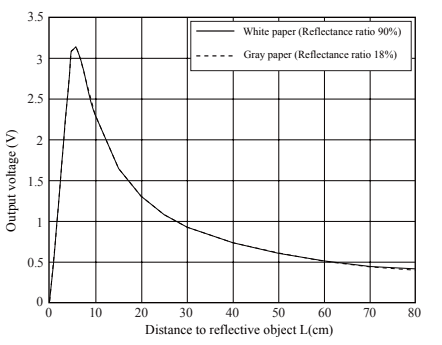 3.5
3
2.5
2
1.5
1
0.5
0
Output voltage (V)
White paper (Reflectance ratio 90%)
Gray paper (Reflectance ratio 18%)
0 10 20 30 40 50 60 70 80
Distance to reflective object L(cm)